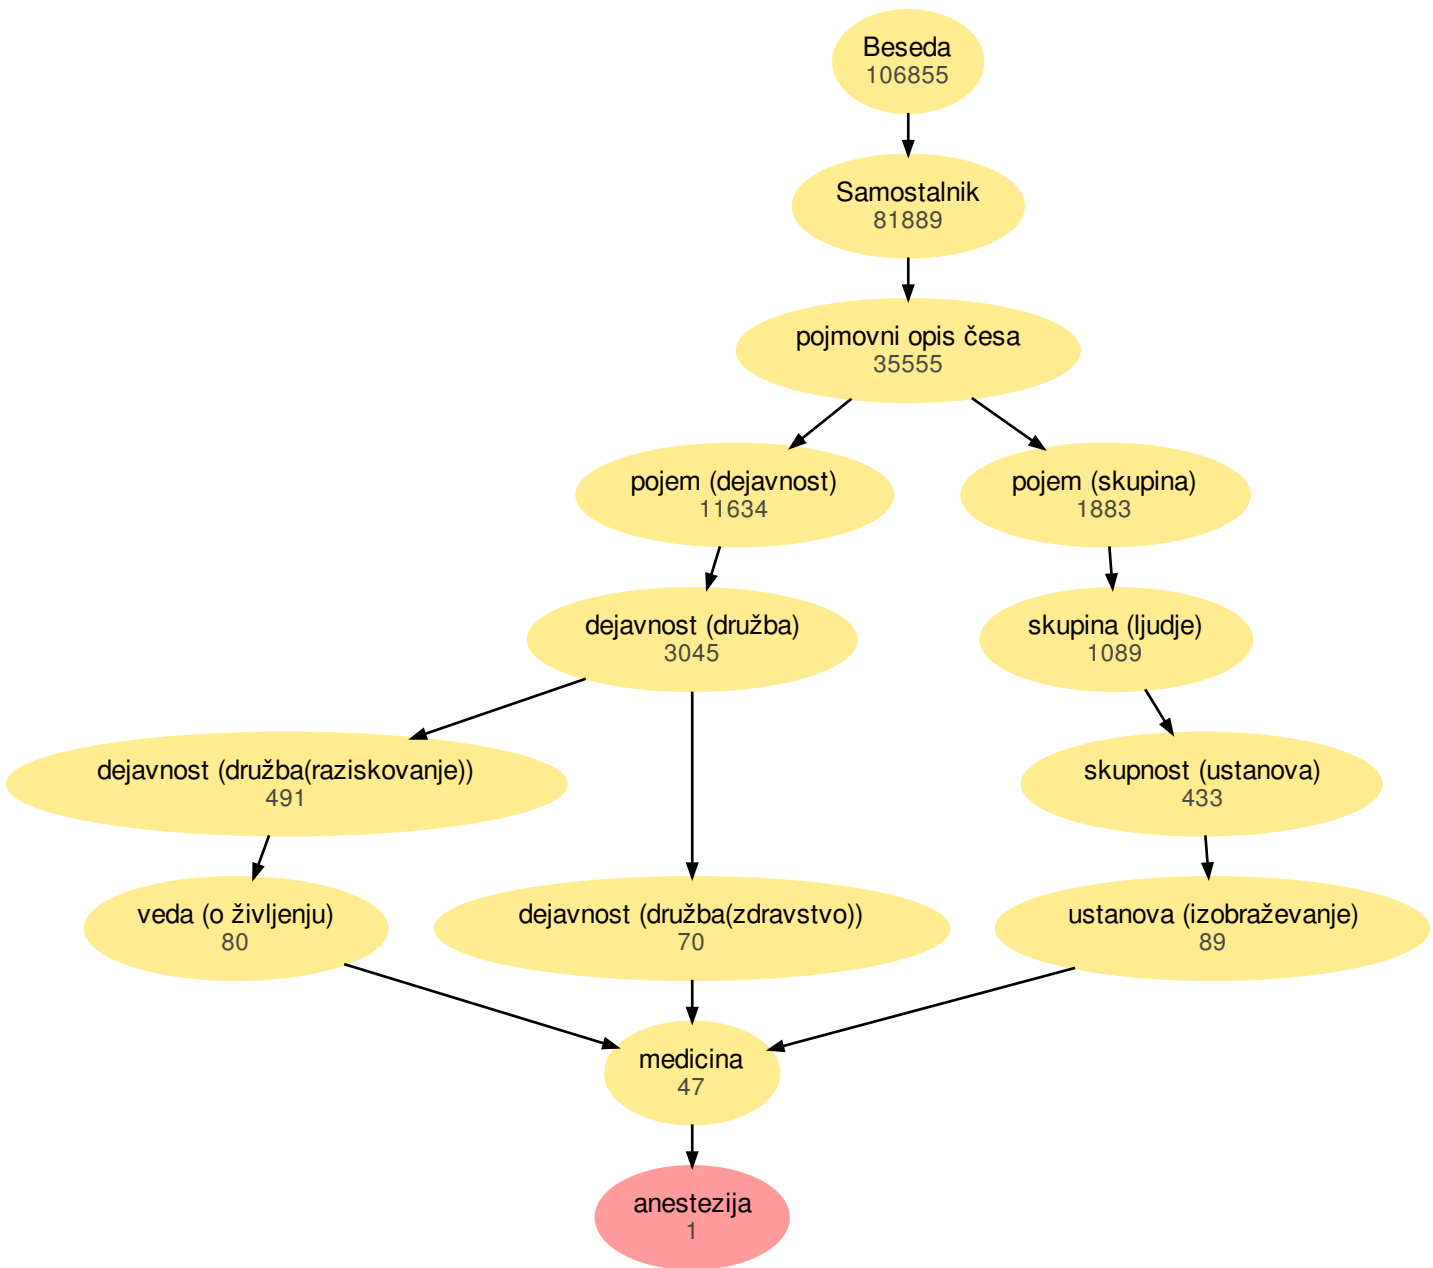 Beseda
106855
Samostalnik
81889
pojmovni opis česa
35555
pojem (dejavnost)
11634
pojem (skupina)
1883
dejavnost (družba)
3045
skupina (ljudje)
1089
dejavnost (družba(raziskovanje))
491
skupnost (ustanova)
433
veda (o življenju)
80
dejavnost (družba(zdravstvo))
70
ustanova (izobraževanje)
89
medicina
47
anestezija
1